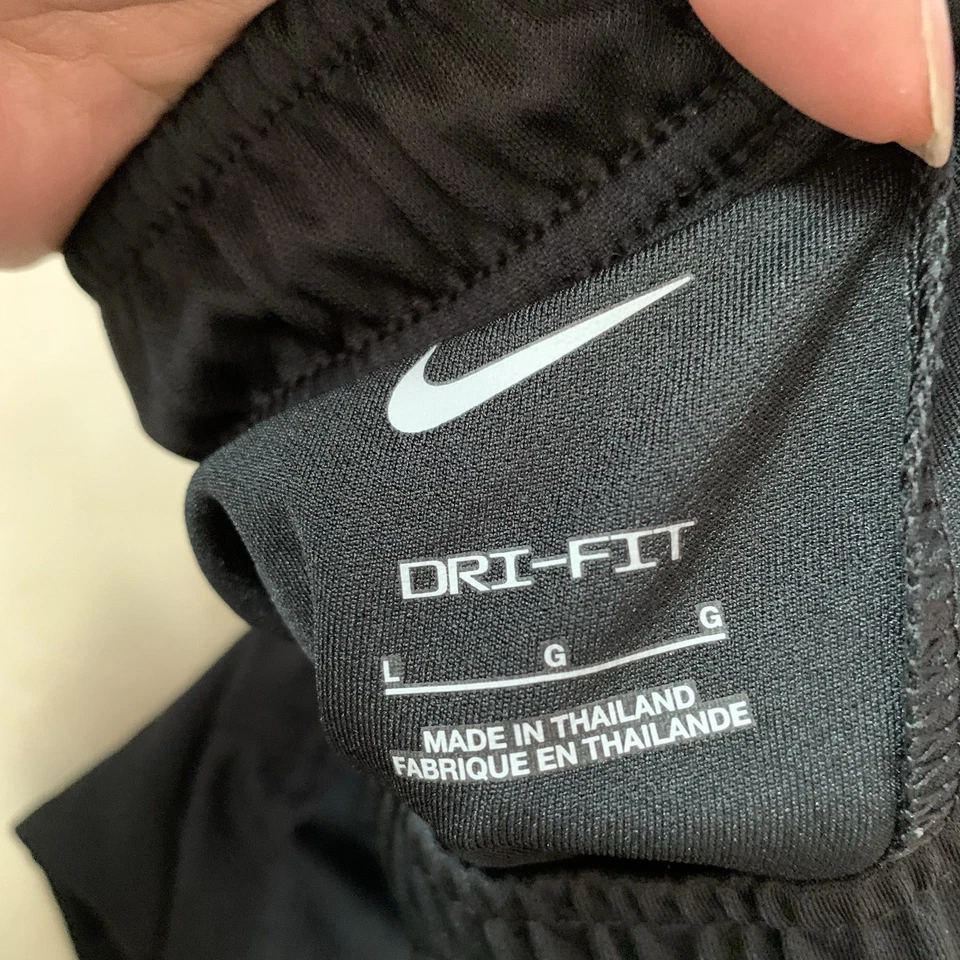 DRI-FIT
L G G
MADE IN THAILAND
FABRIQUE EN THAILANDE